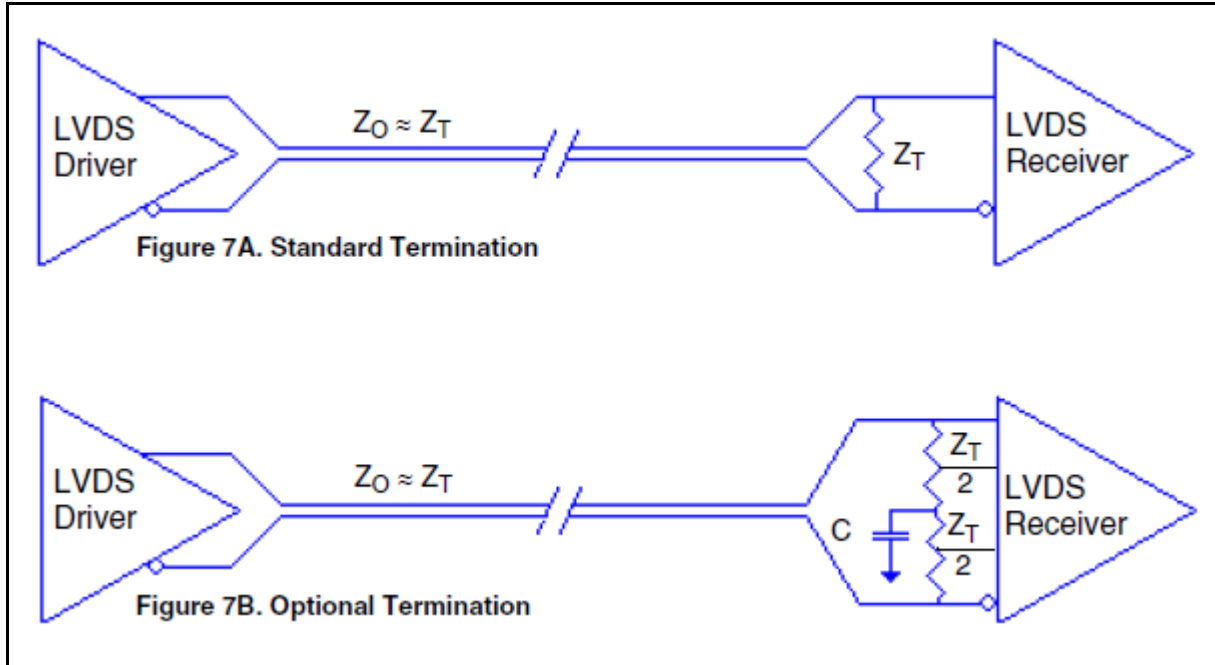 LVDS
Driver
Z_O ≈ Z_T
Z_T
LVDS
Receiver
Figure 7A. Standard Termination
LVDS
Driver
Z_O ≈ Z_T
C
Z_T
2
Z_T
2
LVDS
Receiver
Figure 7B. Optional Termination